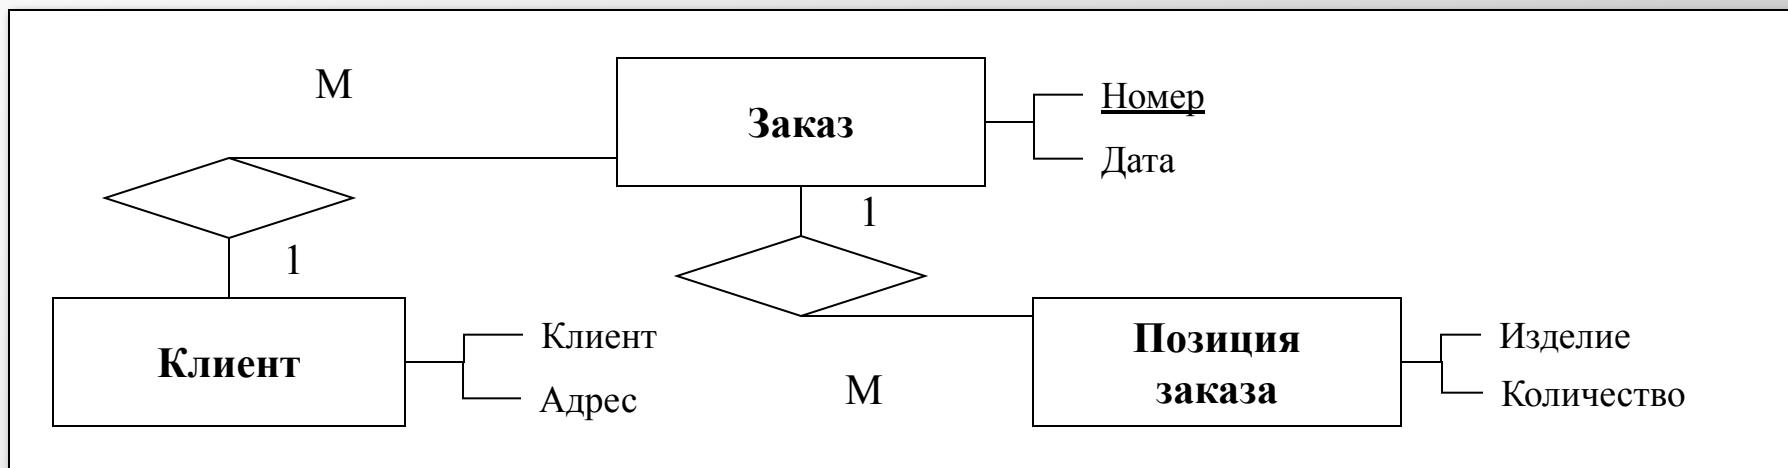 М
Заказ
Номер
Дата
1
1
Клиент
Клиент
Адрес
М
Позиция
заказа
Изделие
Количество